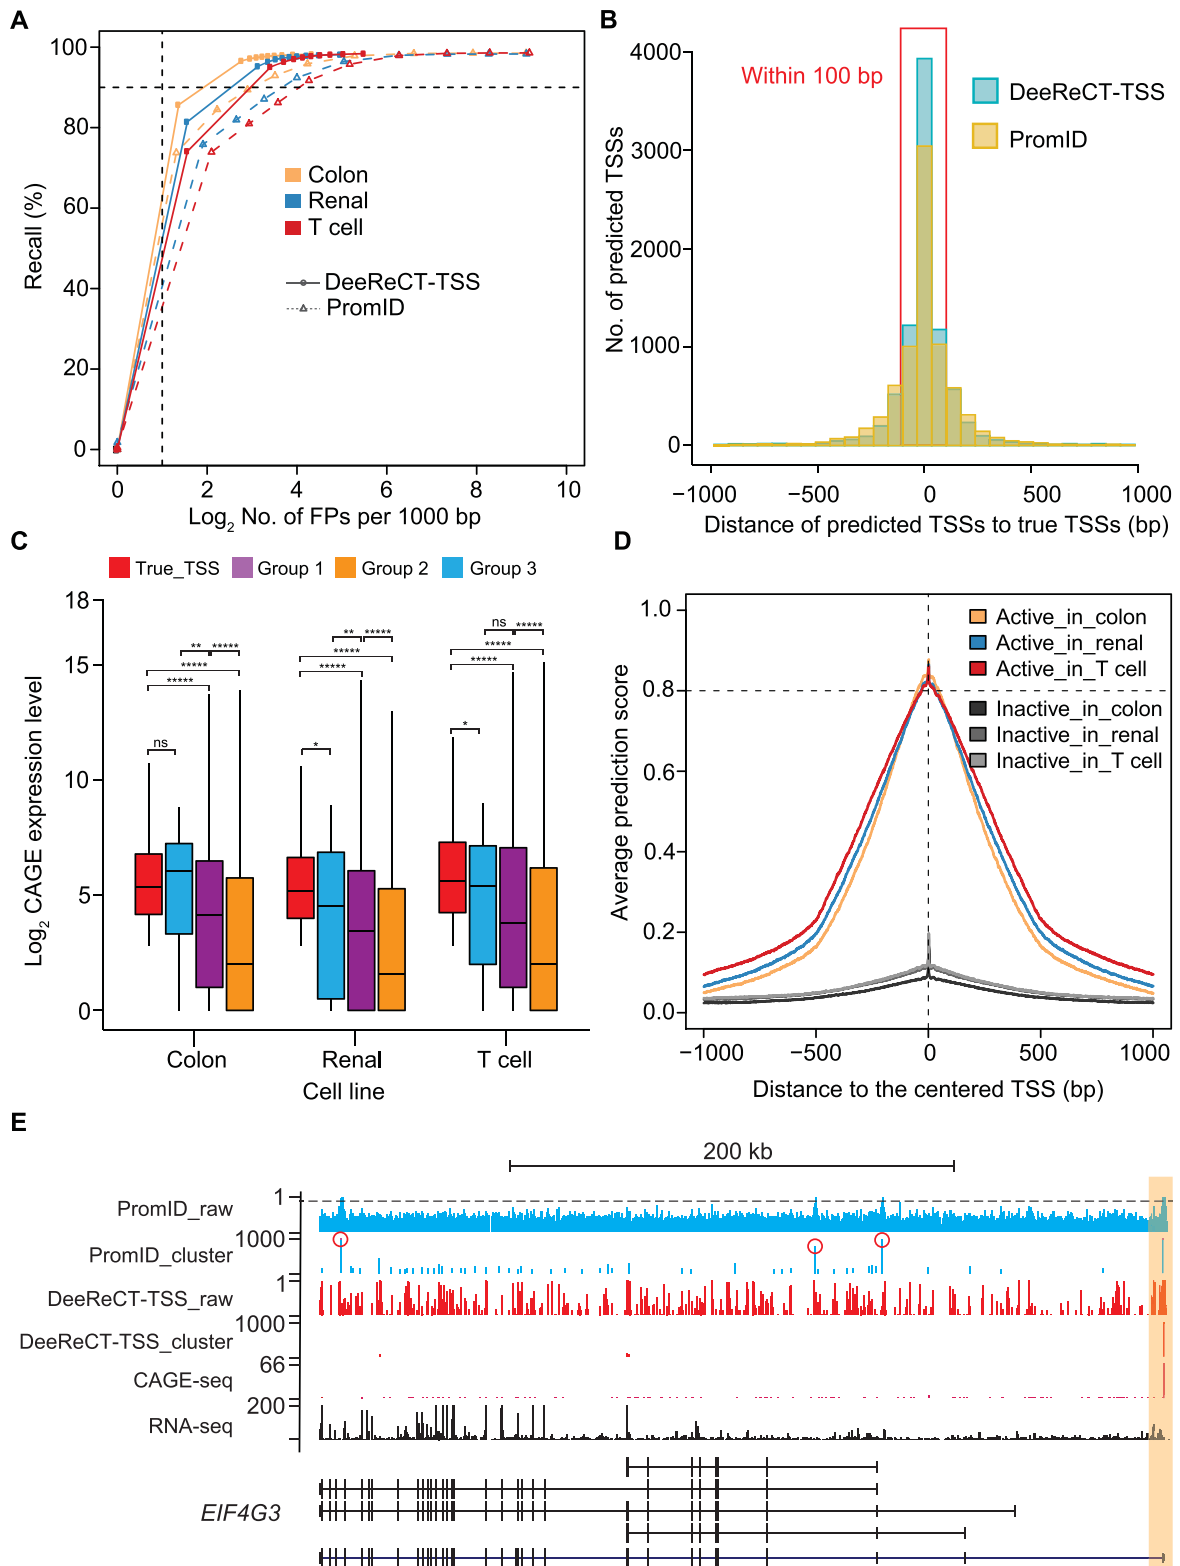 A
100
80
60
40
20
0
Recall (%)
Colon
Renal
T cell
DeeReCT-TSS
PromID
0 2 4 6 8 10
Log2 No. of FPs per 1000 bp
B
4000
3000
2000
1000
0
No. of predicted TSSs
Within 100 bp
DeeReCT-TSS
PromID
−1000 −500 0 500 1000
Distance of predicted TSSs to true TSSs (bp)
C
True_TSS Group 1 Group 2 Group 3
18
15
10
5
0
Log2 CAGE expression level
** *****
*****
*****
ns
** *****
*****
*****
*
ns *****
*****
*****
*
Colon Renal T cell
Cell line
D
1.0
0.8
0.6
0.4
0.2
0.0
Average prediction score
Active_in_colon
Active_in_renal
Active_in_T cell
Inactive_in_colon
Inactive_in_renal
Inactive_in_T cell
−1000 −500 0 500 1000
Distance to the centered TSS (bp)
E
200 kb
PromID_raw 1
PromID_cluster 1000
DeeReCT-TSS_raw 1
DeeReCT-TSS_cluster 1000
CAGE-seq 66
RNA-seq 200
EIF4G3